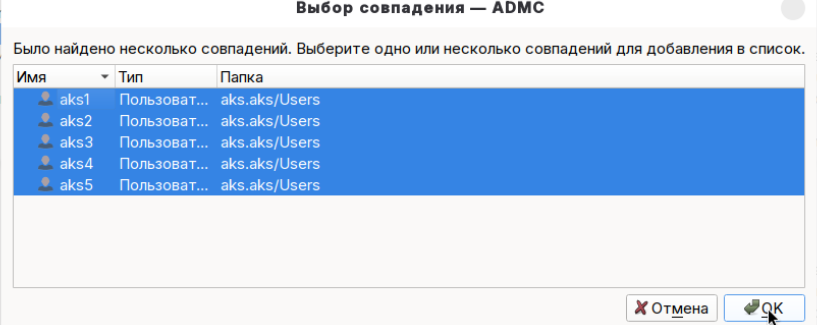 Выбор совпадения — ADMC
Было найдено несколько совпадений. Выберите одно или несколько совпадений для добавления в список.
Имя Тип Папка
aks1 Пользоват... aks.aks/Users
aks2 Пользоват... aks.aks/Users
aks3 Пользоват... aks.aks/Users
aks4 Пользоват... aks.aks/Users
aks5 Пользоват... aks.aks/Users
Отмена OK